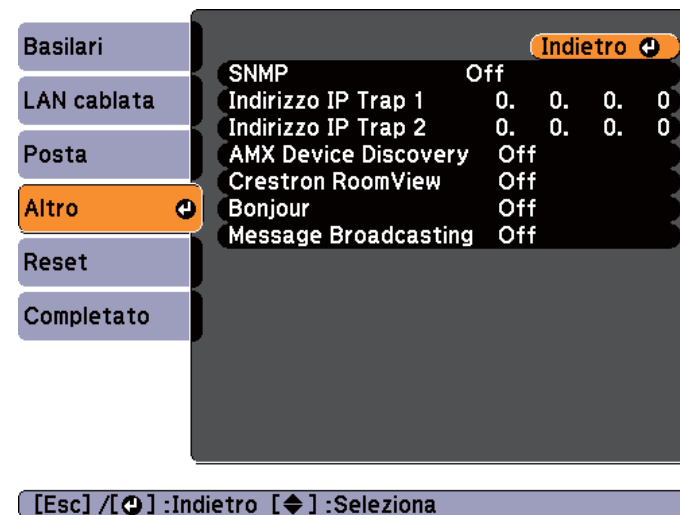 Basilari
LAN cablata
Posta
Altro
Reset
Completato
Indietro
SNMP Off
Indirizzo IP Trap 1 0. 0. 0. 0
Indirizzo IP Trap 2 0. 0. 0. 0
AMX Device Discovery Off
Crestron RoomView Off
Bonjour Off
Message Broadcasting Off
[Esc] /[⏎] :Indietro [◆] :Seleziona